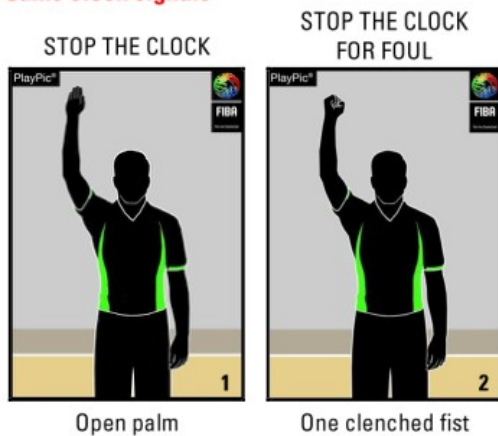 STOP THE CLOCK
STOP THE CLOCK
FOR FOUL
PlayPic®
FIBA
1
PlayPic®
FIBA
2
Open palm
One clenched fist